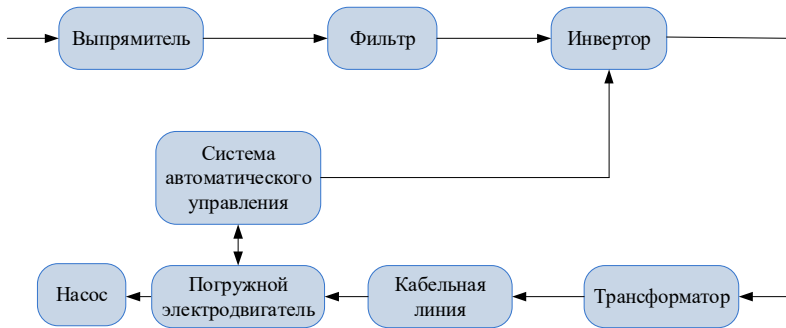 Выпрямитель
Фильтр
Инвертор
Система
автоматического
управления
Насос
Погружной
электродвигатель
Кабельная
линия
Трансформатор